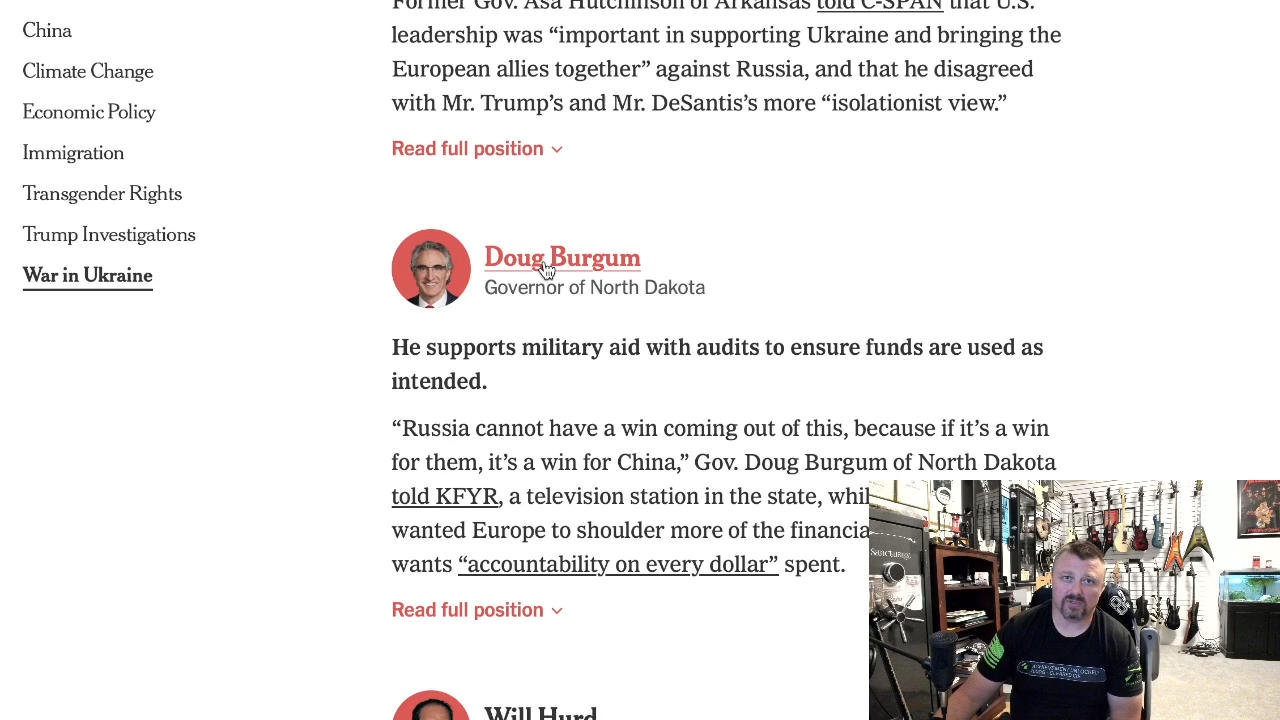 China
Climate Change
Economic Policy
Immigration
Transgender Rights
Trump Investigations
War in Ukraine
Former Gov. Asa Hutchinson of Arkansas told C-SPAN that U.S.
leadership was “important in supporting Ukraine and bringing the
European allies together” against Russia, and that he disagreed
with Mr. Trump’s and Mr. DeSantis’s more “isolationist view.”
Read full position
Doug Burgum
Governor of North Dakota
He supports military aid with audits to ensure funds are used as
intended.
“Russia cannot have a win coming out of this, because if it’s a win
for them, it’s a win for China,” Gov. Doug Burgum of North Dakota
told KFYR, a television station in the state, whil
wanted Europe to shoulder more of the financia
wants “accountability on every dollar” spent.
Read full position
Will Hurd
Sanctuary
ACHIEVEMENT UNLOCKED